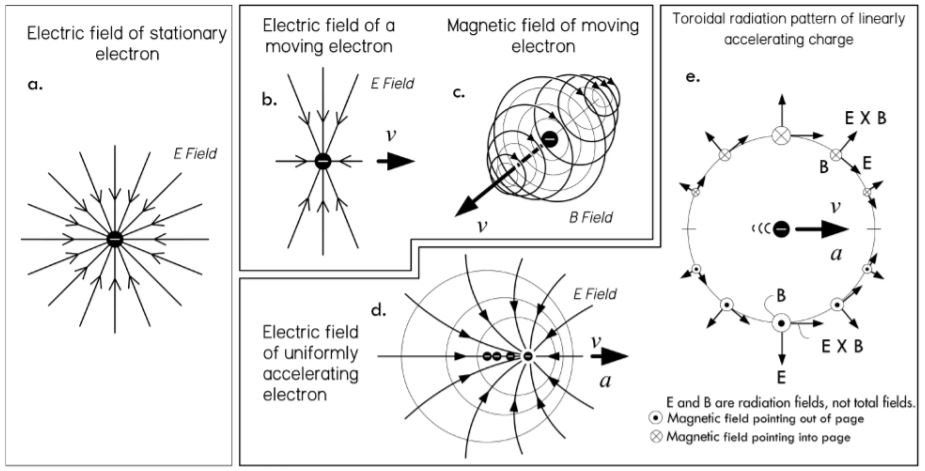 Electric field of stationary
electron
a.
E Field
Electric field of a
moving electron
b.
E Field
v
Magnetic field of moving
electron
c.
v
B Field
Electric field
of uniformly
accelerating
electron
d.
E Field
v
a
Toroidal radiation pattern of linearly
accelerating charge
e.
E X B
B
E
v
a
B
E X B
E
E and B are radiation fields, not total fields.
Magnetic field pointing out of page
Magnetic field pointing into page